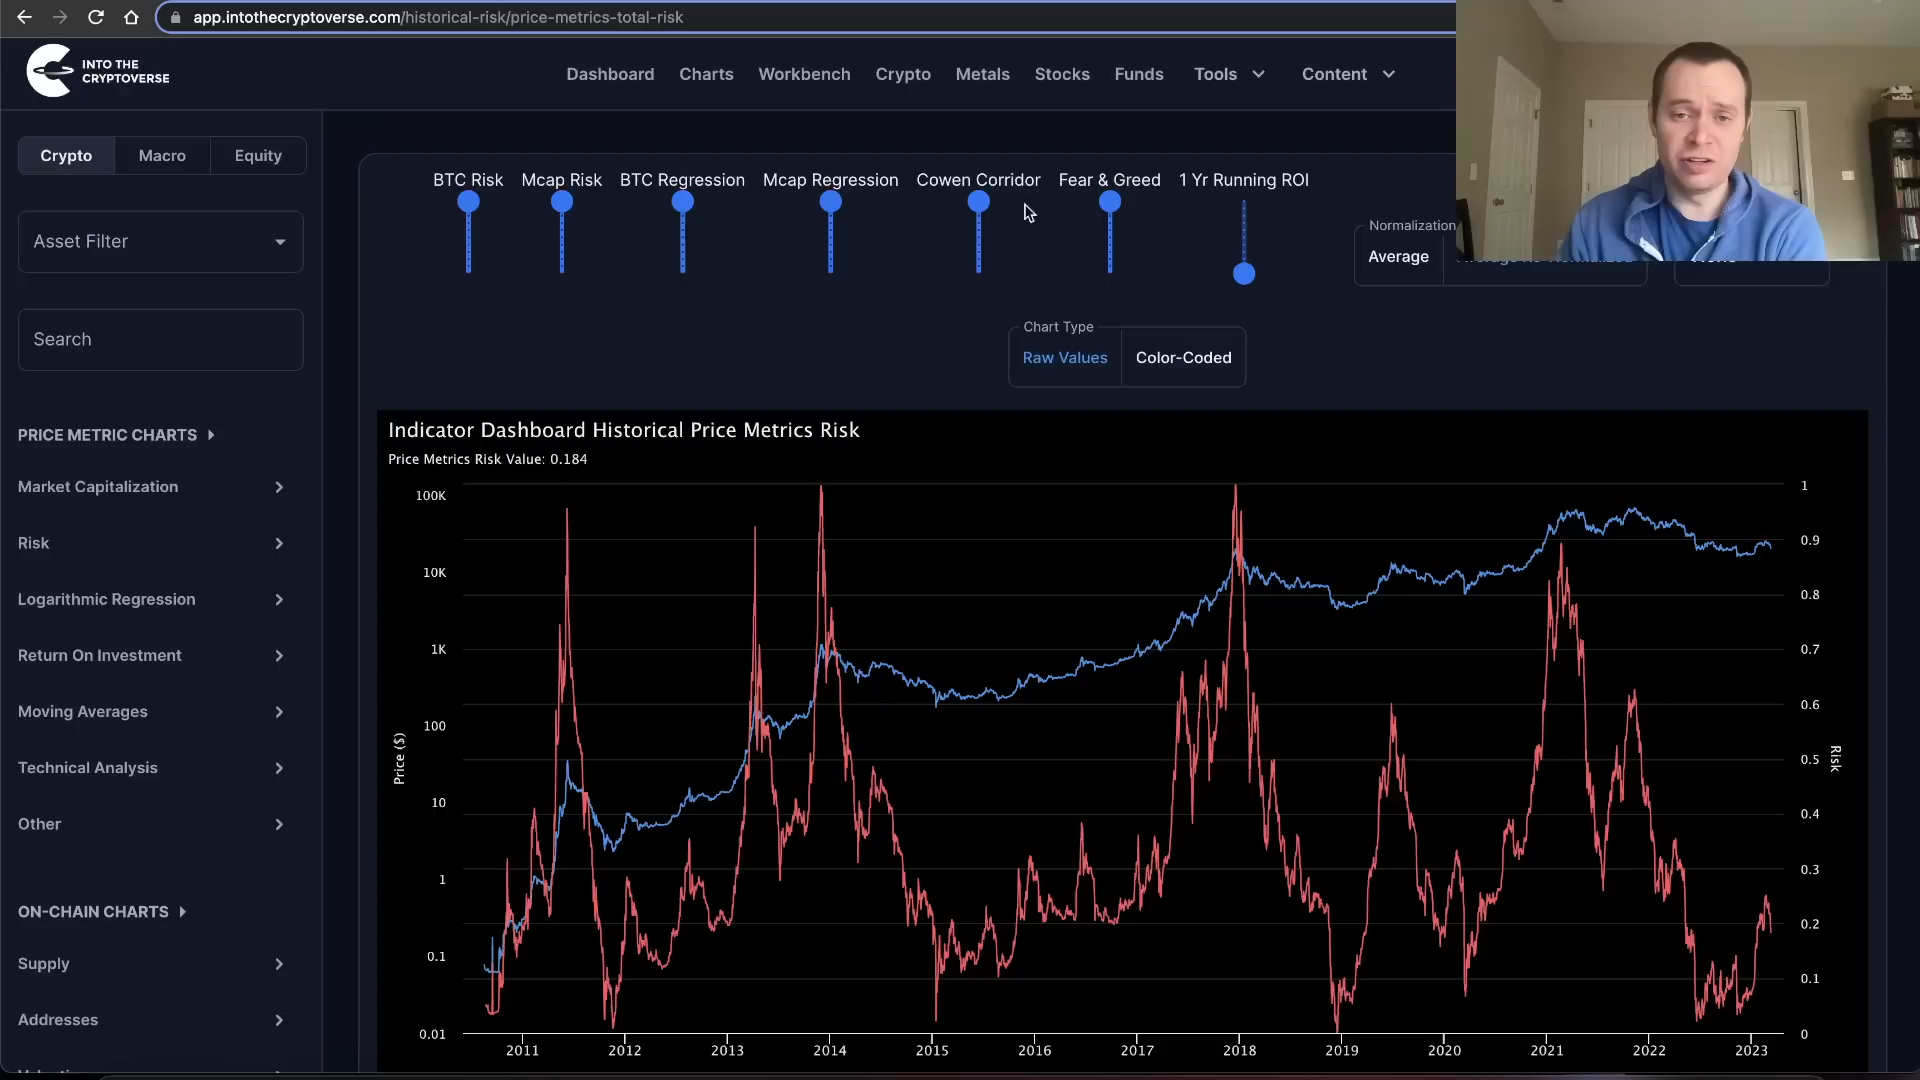 app.intothecryptoverse.com/historical-risk/price-metrics-total-risk
INTO THE
CRYPTOVERSE
Dashboard Charts Workbench Crypto Metals Stocks Funds Tools Content
Crypto Macro Equity
Asset Filter
Search
PRICE METRIC CHARTS
Market Capitalization
Risk
Logarithmic Regression
Return On Investment
Moving Averages
Technical Analysis
Other
ON-CHAIN CHARTS
Supply
Addresses
BTC Risk Mcap Risk BTC Regression Mcap Regression Cowen Corridor Fear & Greed 1 Yr Running ROI
Normalization
Average
Chart Type
Raw Values Color-Coded
Indicator Dashboard Historical Price Metrics Risk
Price Metrics Risk Value: 0.184
100K
10K
1K
100
10
1
0.1
0.01
Price ($)
1
0.9
0.8
0.7
0.6
0.5
0.4
0.3
0.2
0.1
0
Risk
2011 2012 2013 2014 2015 2016 2017 2018 2019 2020 2021 2022 2023